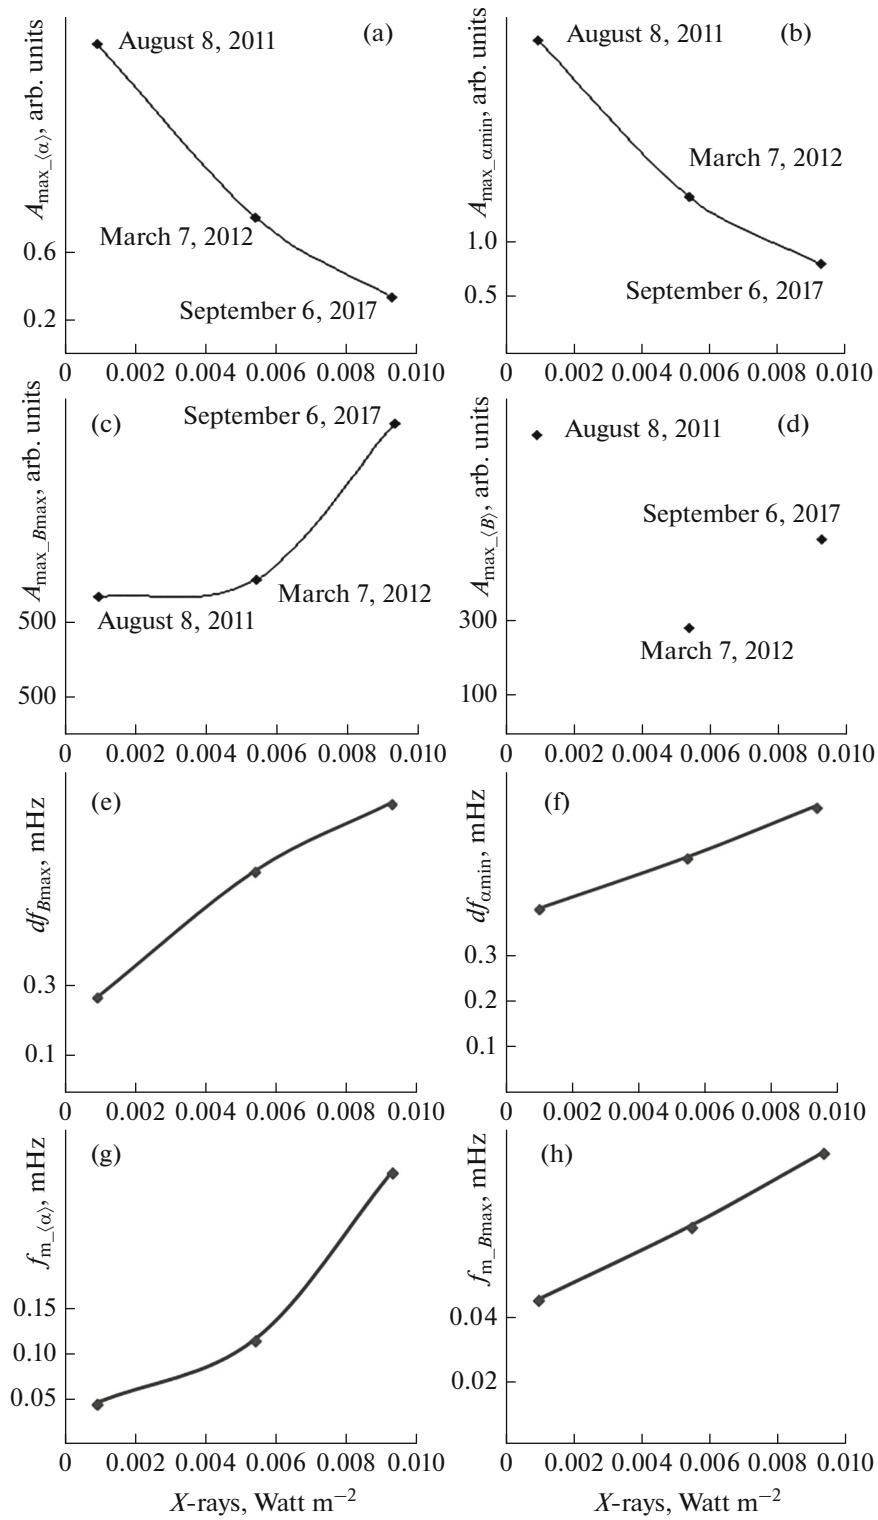 (a)
August 8, 2011
March 7, 2012
September 6, 2017
A_max_⟨α⟩, arb. units
0.6
0.2
0 0.002 0.004 0.006 0.008 0.010
(b)
August 8, 2011
March 7, 2012
September 6, 2017
A_max_αmin, arb. units
1.0
0.5
0 0.002 0.004 0.006 0.008 0.010
(c)
September 6, 2017
March 7, 2012
August 8, 2011
A_max_Bmax, arb. units
500
500
0 0.002 0.004 0.006 0.008 0.010
(d)
August 8, 2011
September 6, 2017
March 7, 2012
A_max_⟨B⟩, arb. units
300
100
0 0.002 0.004 0.006 0.008 0.010
(e)
df_Bmax, mHz
0.3
0.1
0 0.002 0.004 0.006 0.008 0.010
(f)
df_αmin, mHz
0.3
0.2
0.1
0 0.002 0.004 0.006 0.008 0.010
(g)
f_m_⟨α⟩, mHz
0.15
0.10
0.05
0 0.002 0.004 0.006 0.008 0.010
X-rays, Watt m⁻²
(h)
f_m_Bmax, mHz
0.04
0.02
0 0.002 0.004 0.006 0.008 0.010
X-rays, Watt m⁻²